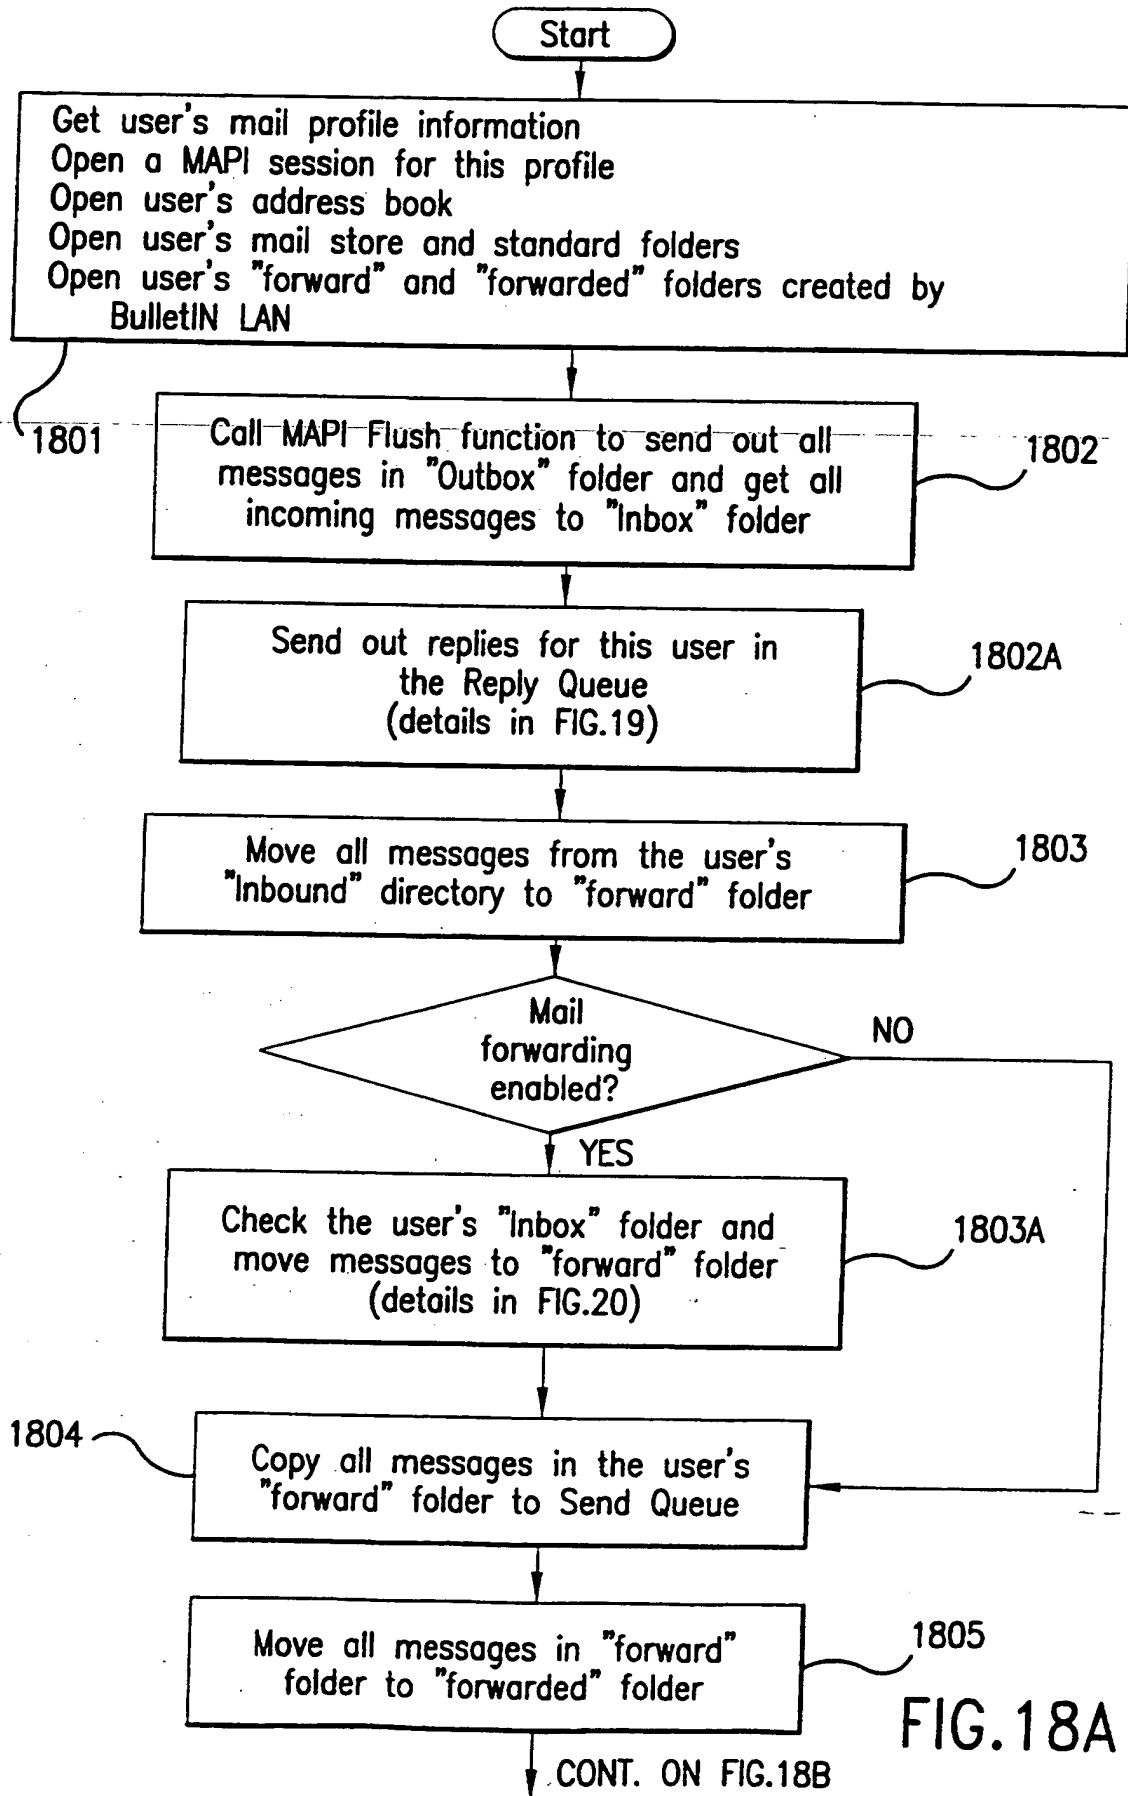 Start
Get user's mail profile information
Open a MAPI session for this profile
Open user's address book
Open user's mail store and standard folders
Open user's "forward" and "forwarded" folders created by
BulletIN LAN
1801
Call MAPI Flush function to send out all
messages in "Outbox" folder and get all
incoming messages to "Inbox" folder
1802
Send out replies for this user in
the Reply Queue
(details in FIG.19)
1802A
Move all messages from the user's
"Inbound" directory to "forward" folder
1803
Mail
forwarding
enabled?
NO
YES
Check the user's "Inbox" folder and
move messages to "forward" folder
(details in FIG.20)
1803A
1804
Copy all messages in the user's
"forward" folder to Send Queue
Move all messages in "forward"
folder to "forwarded" folder
1805
FIG.18A
CONT. ON FIG.18B